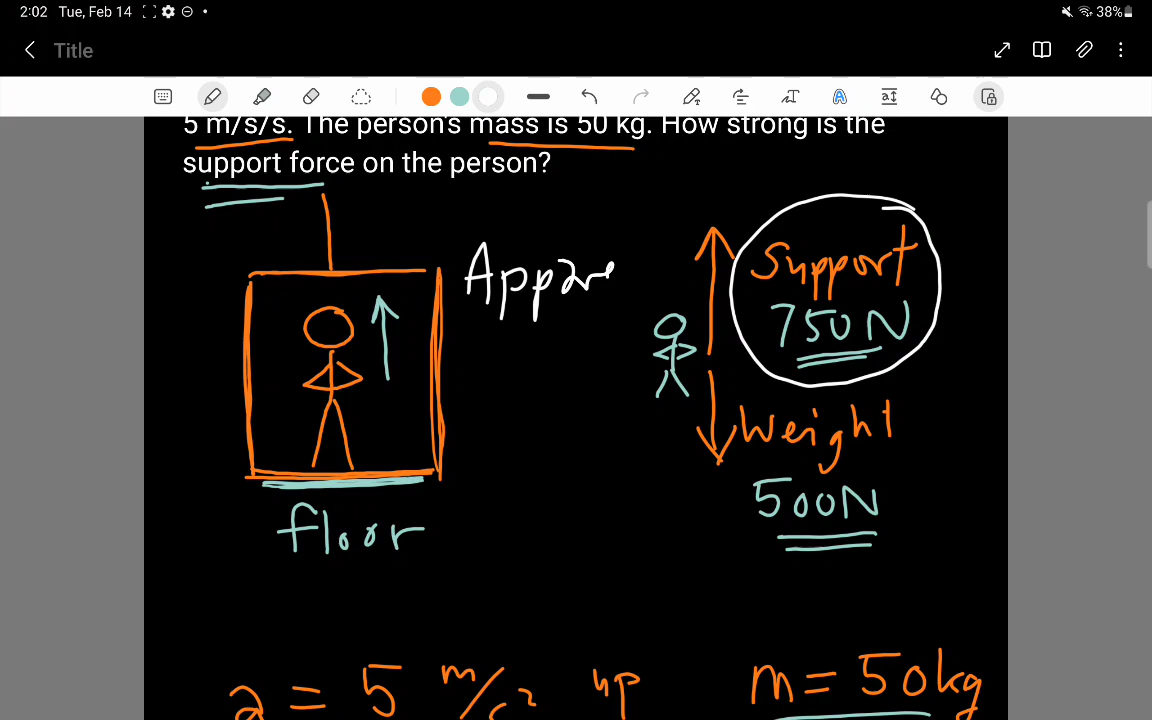 2:02 Tue, Feb 14 38%
Title
5 m/s/s. The person's mass is 50 kg. How strong is the
support force on the person?
Appare
Support
750N
Weight
500N
floor
a = 5 m/s² up
m = 50kg